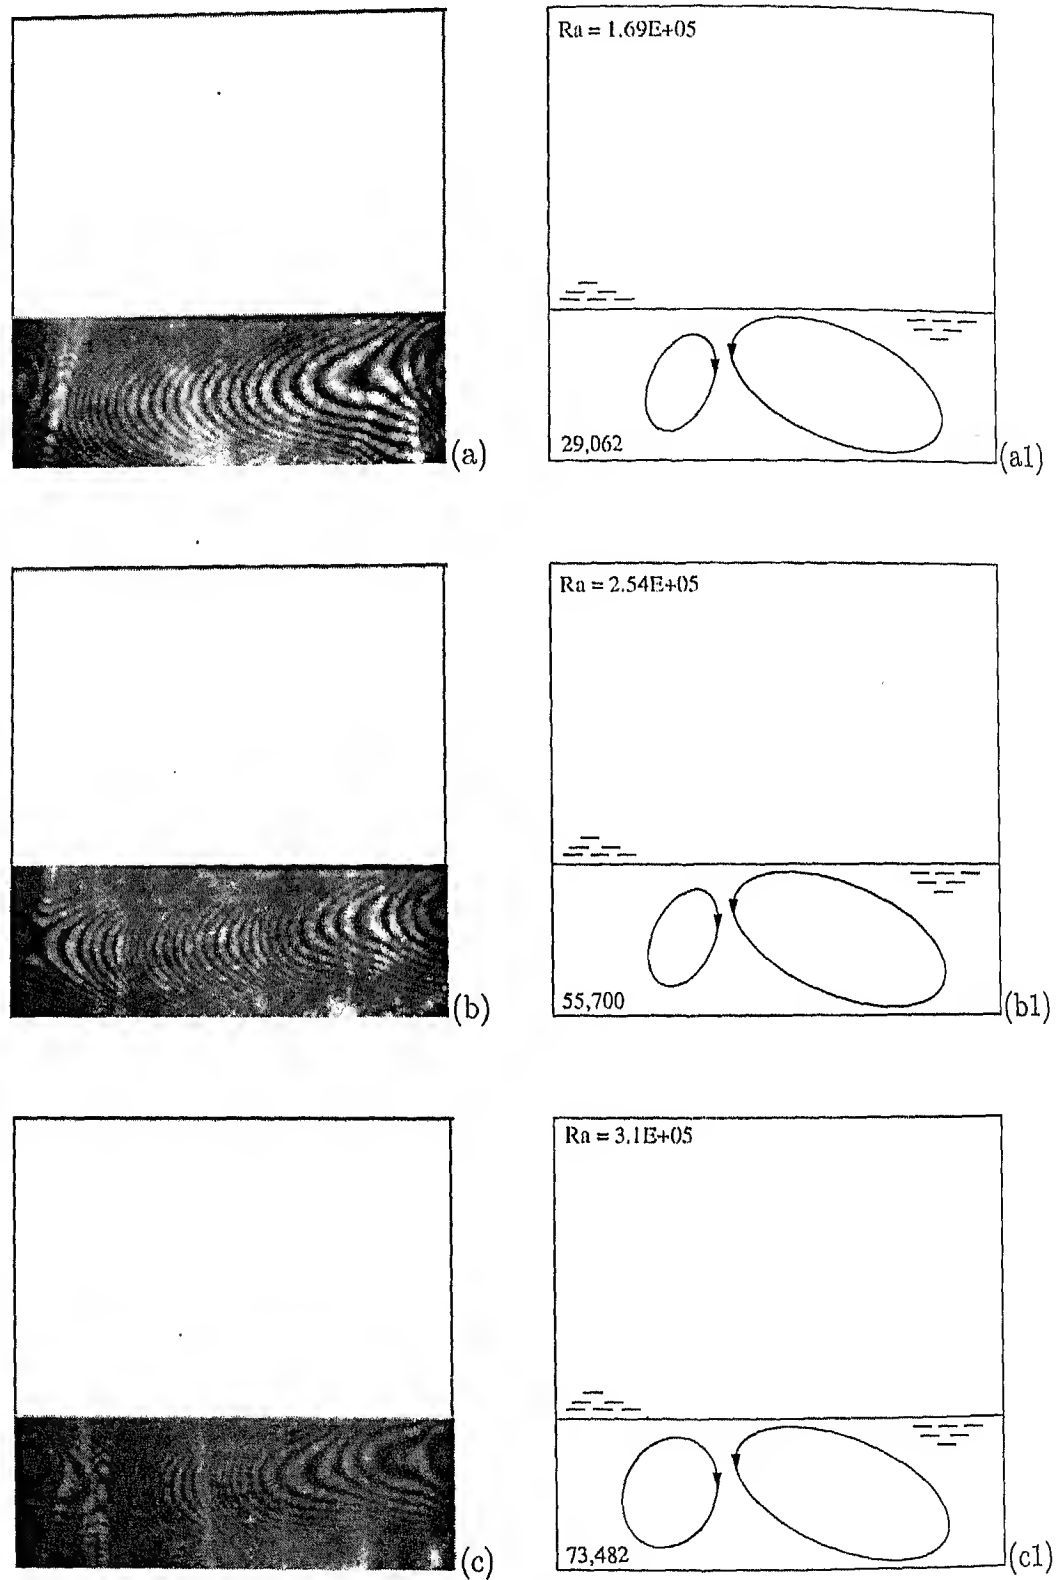 Ra = 1.69E+05
29,062
(a)
(a1)
Ra = 2.54E+05
55,700
(b)
(b1)
Ra = 3.1E+05
73,482
(c)
(c1)